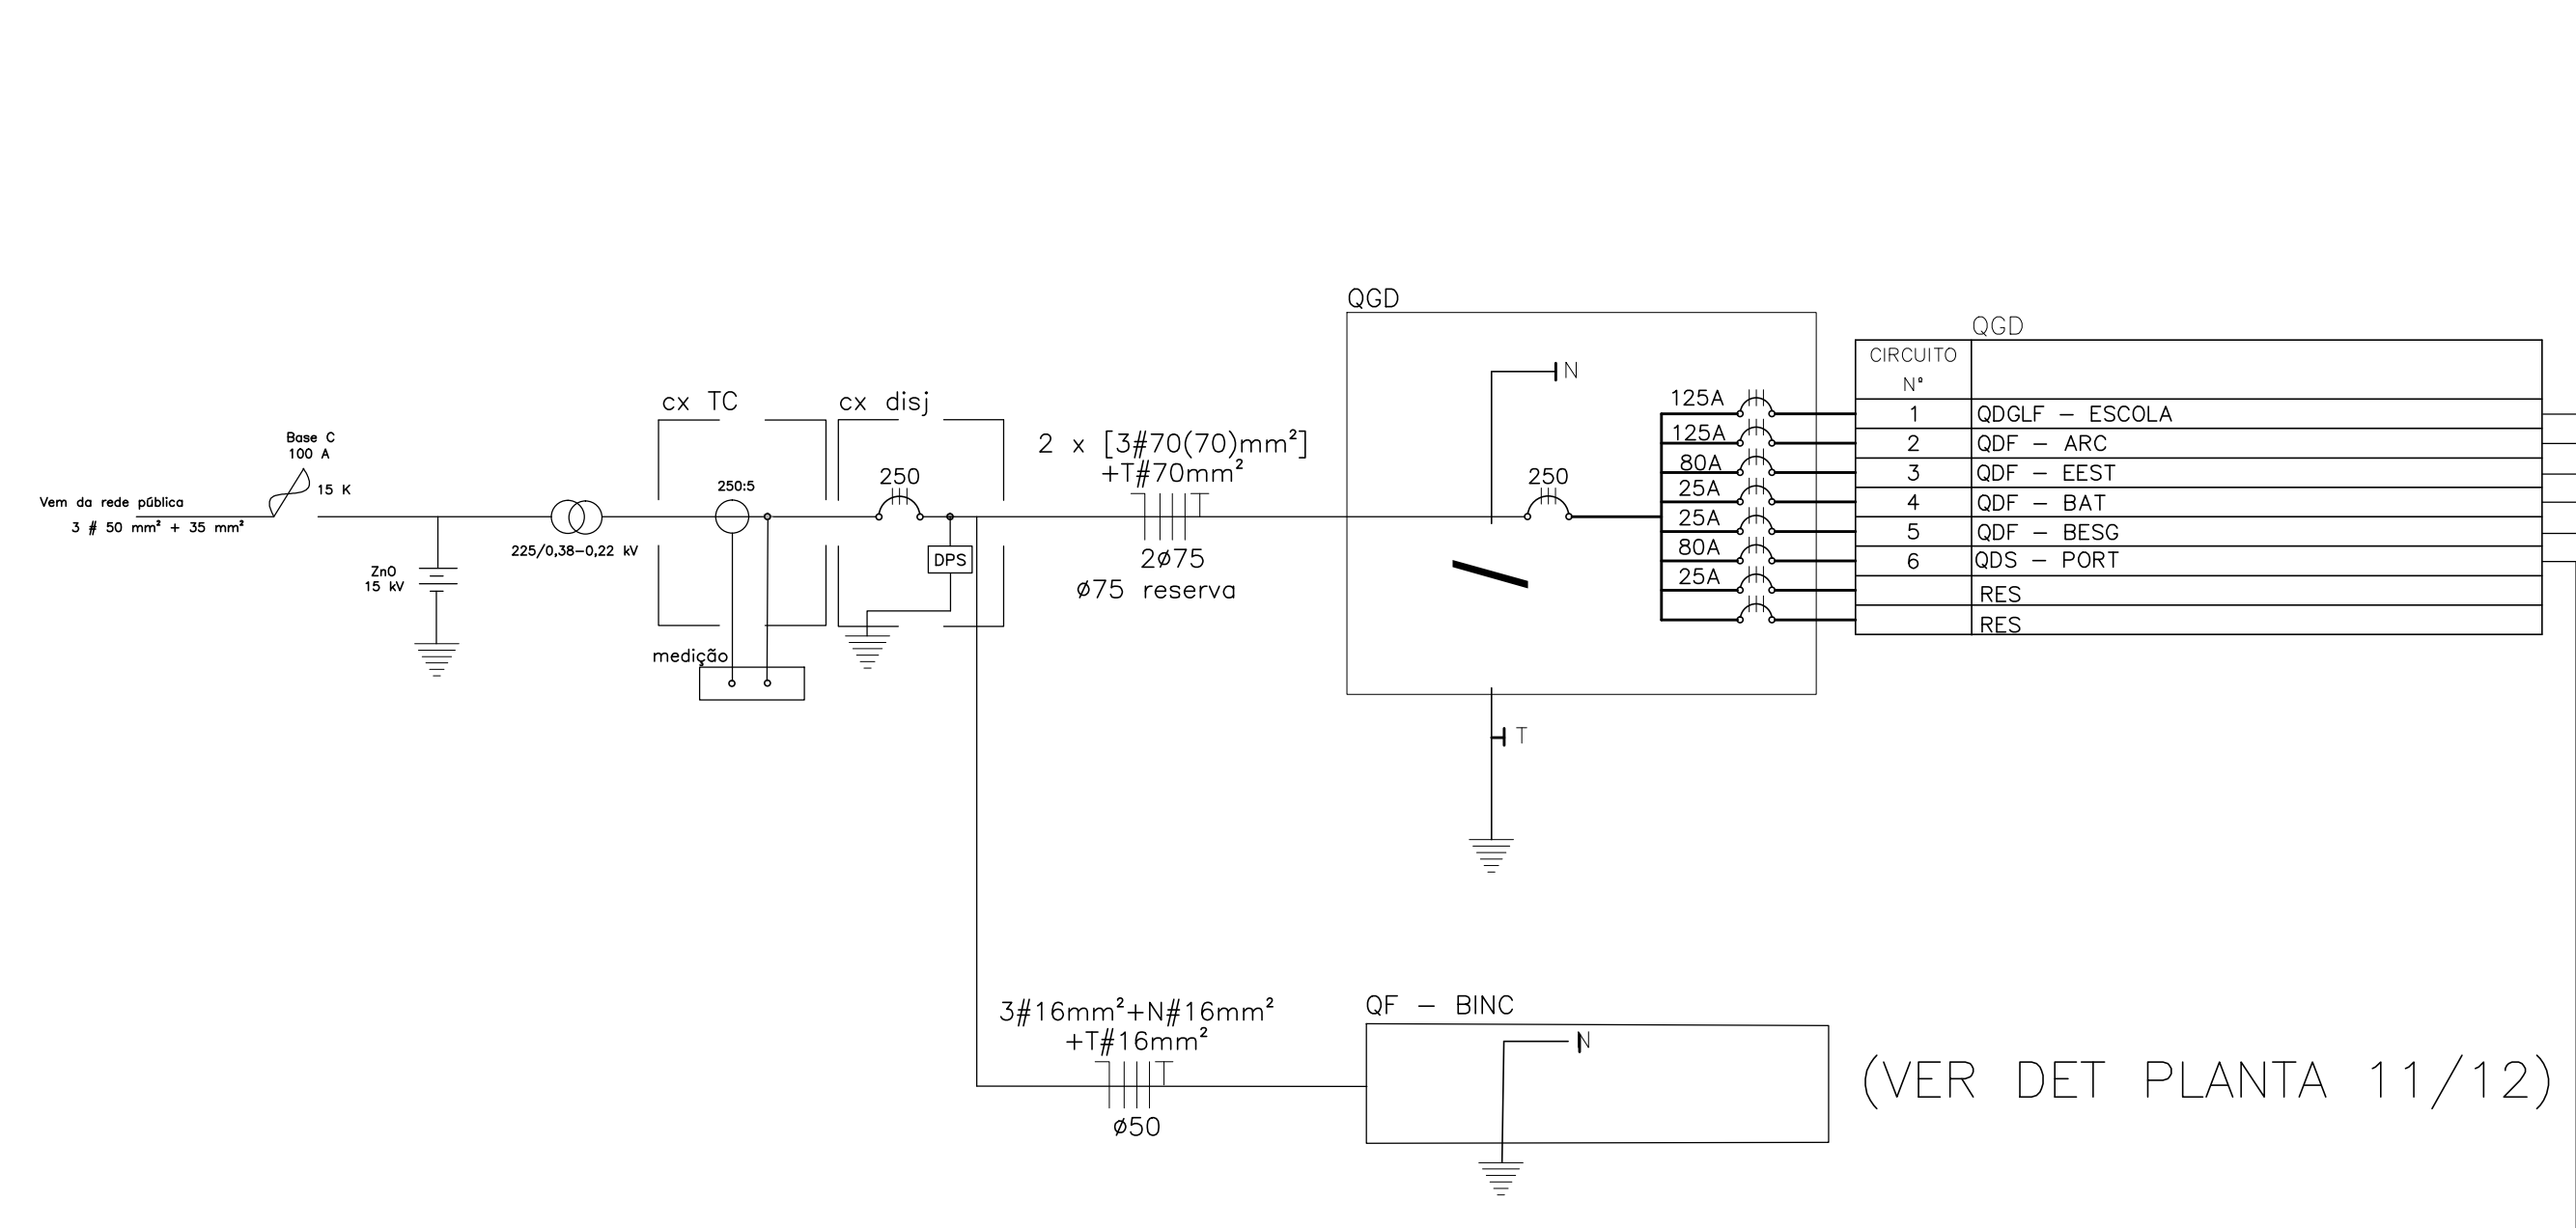 Vem da rede pública
3 # 50 mm² + 35 mm²
Base C
100 A
15 K
ZnO
15 kV
225/0,38-0,22 kV
cx TC
250:5
medição
cx disj
250
DPS
2 x [3#70(70)mm²]
+T#70mm²
2ø75
ø75 reserva
QGD
N
250
T
125A
125A
80A
25A
25A
80A
25A
QGD
CIRCUITO
N°
1 QDGLF - ESCOLA
2 QDF - ARC
3 QDF - EEST
4 QDF - BAT
5 QDF - BESG
6 QDS - PORT
RES
RES
3#16mm²+N#16mm²
+T#16mm²
ø50
QF - BINC
N
(VER DET PLANTA 11/12)